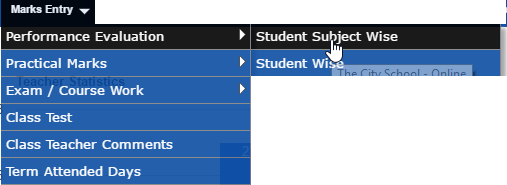 Marks Entry
Performance Evaluation
Student Subject Wise
Practical Marks
Student Wise
The City School - Online
Teacher Statistics
Exam / Course Work
Class Test
Class Teacher Comments
Term Attended Days